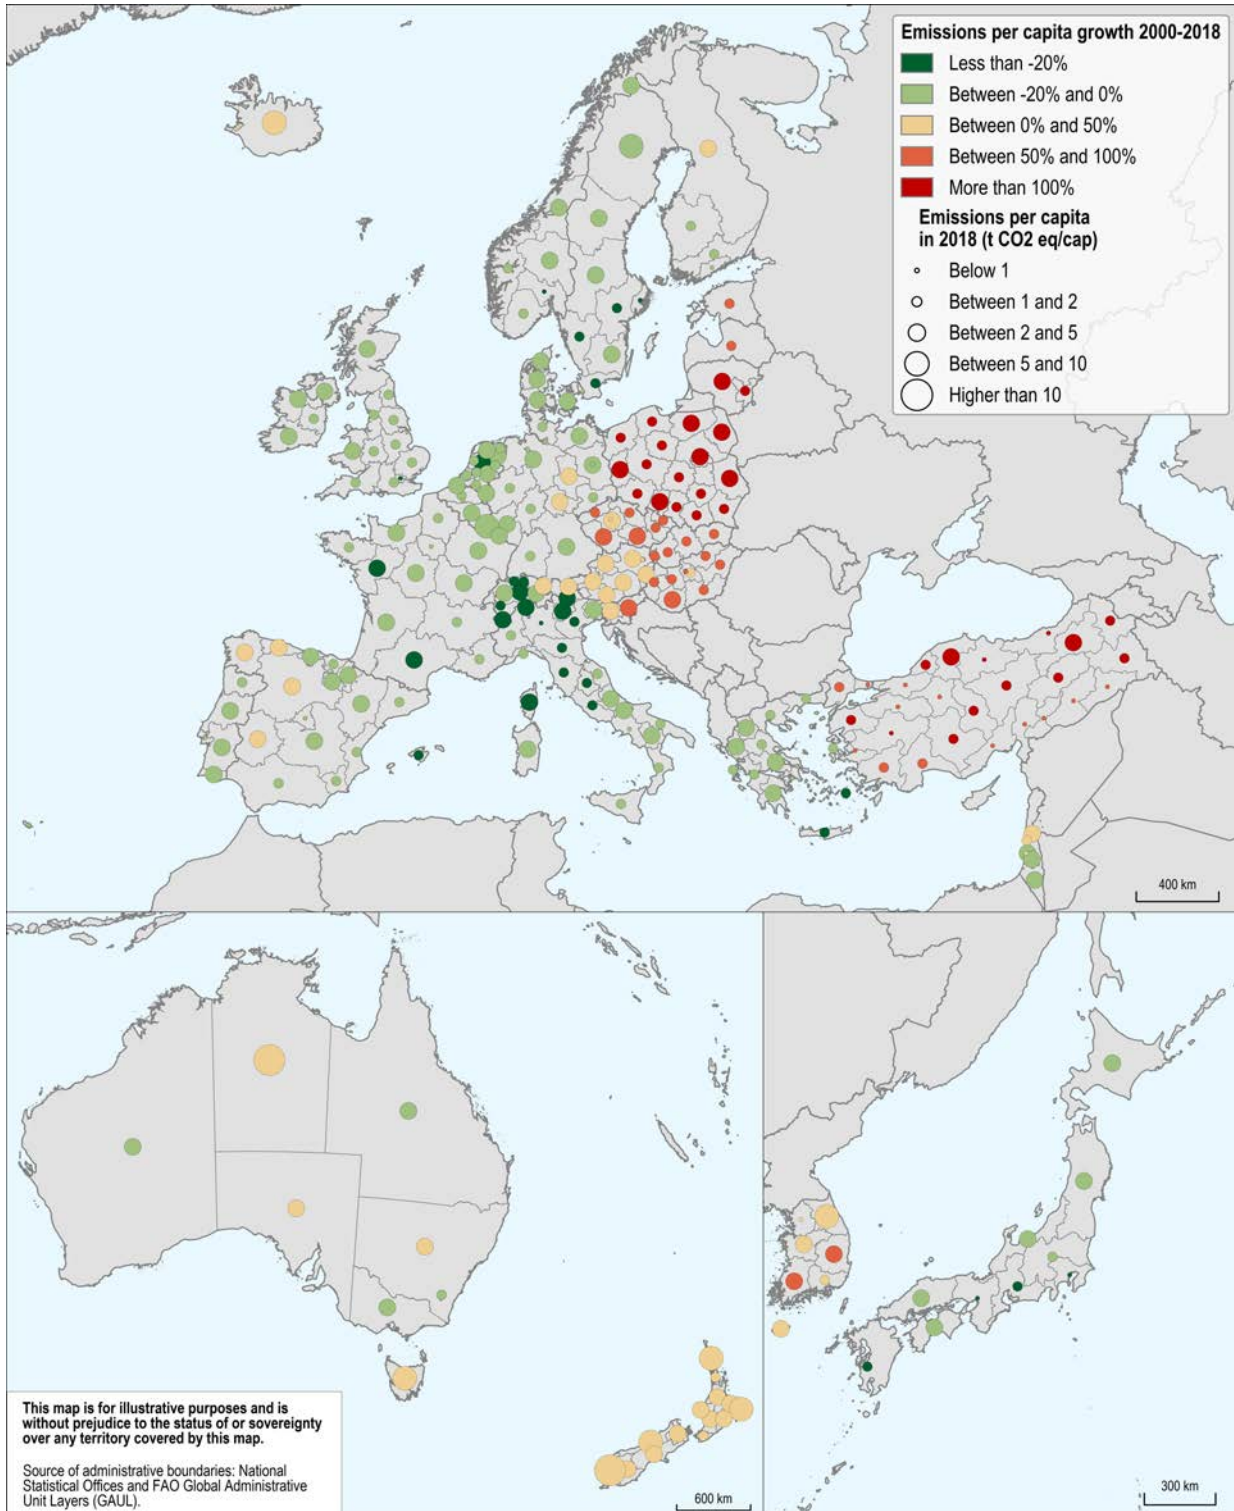 Emissions per capita growth 2000-2018
Less than -20%
Between -20% and 0%
Between 0% and 50%
Between 50% and 100%
More than 100%
Emissions per capita
in 2018 (t CO2 eq/cap)
Below 1
Between 1 and 2
Between 2 and 5
Between 5 and 10
Higher than 10
400 km
This map is for illustrative purposes and is
without prejudice to the status of or sovereignty
over any territory covered by this map.
Source of administrative boundaries: National
Statistical Offices and FAO Global Administrative
Unit Layers (GAUL).
600 km
300 km